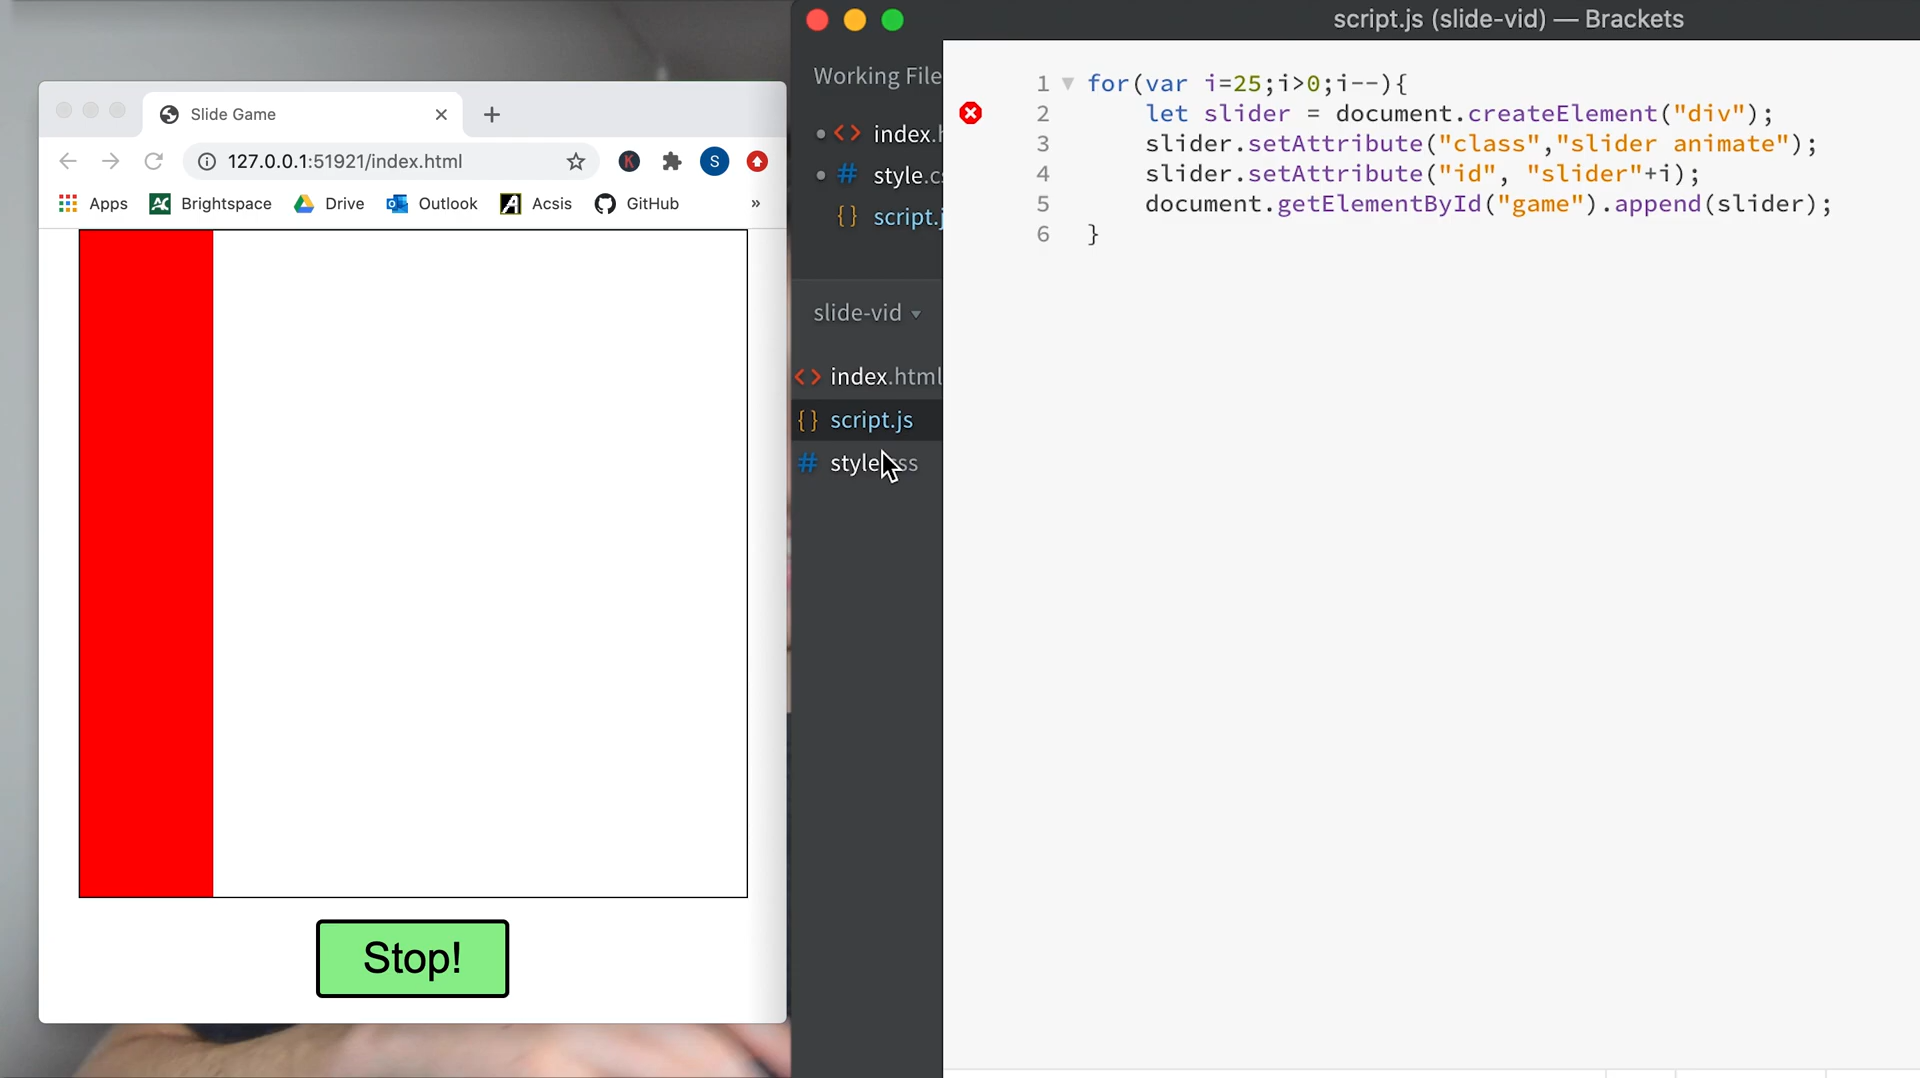 Slide Game
127.0.0.1:51921/index.html
K
S
Apps
Brightspace
Drive
Outlook
Acsis
GitHub
»
Stop!
script.js (slide-vid) — Brackets
Working File
<> index.h
# style.cs
{} script.j
slide-vid
<> index.html
{} script.js
# style
1 for(var i=25;i>0;i--){
2 let slider = document.createElement("div");
3 slider.setAttribute("class","slider animate");
4 slider.setAttribute("id", "slider"+i);
5 document.getElementById("game").append(slider);
6 }